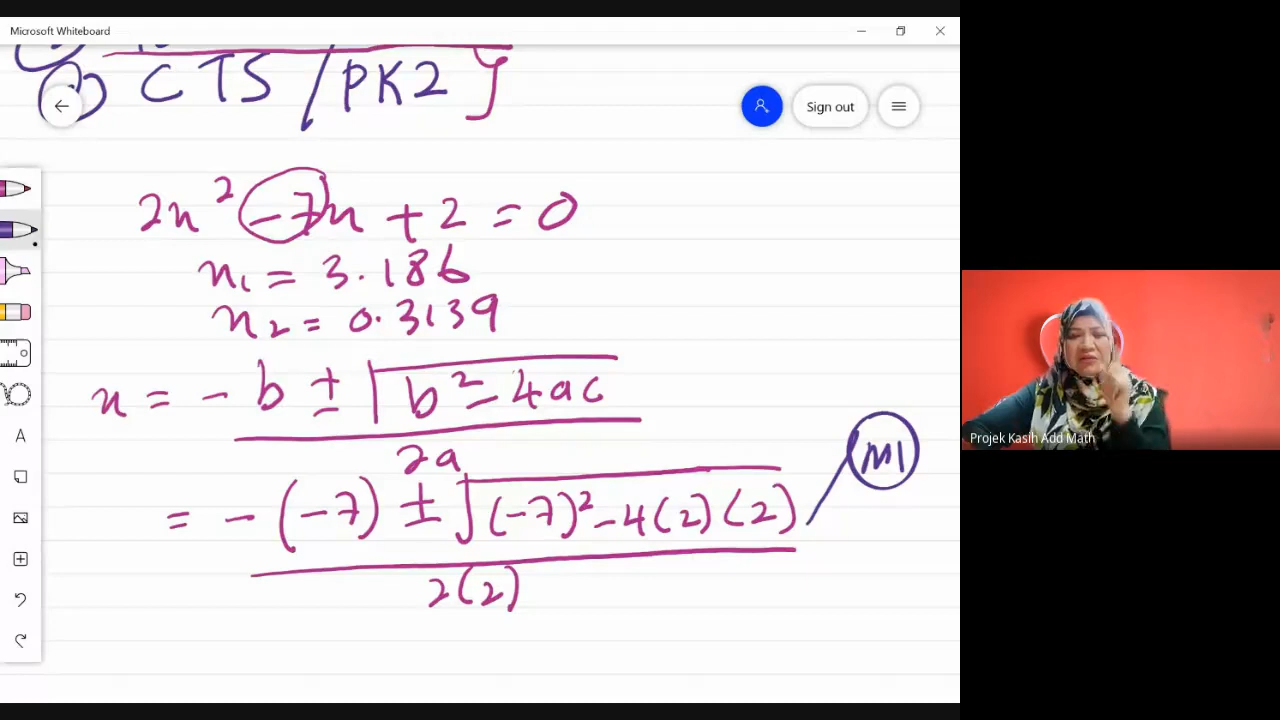 Microsoft Whiteboard
CTS / PK2
Sign out
2x² - 7x + 2 = 0
x₁ = 3.186
x₂ = 0.3139
x = - b ± √b² - 4ac
2a
= - (-7) ± √(-7)² - 4(2)(2)
2(2)
M1
A
Projek Kasih Add Math